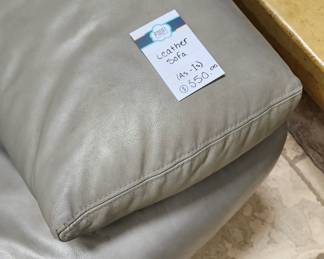 Leather
Sofa
(As-Is)
$350.00